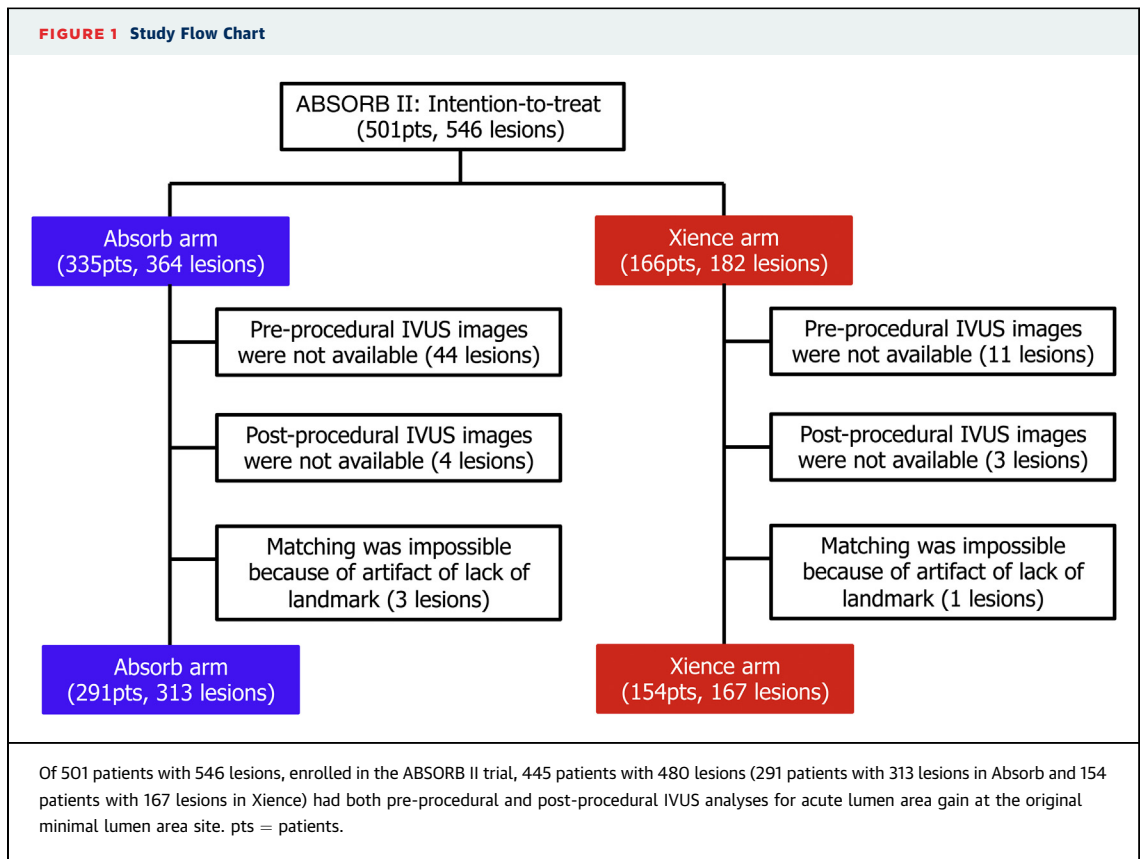 FIGURE 1 Study Flow Chart
ABSORB II: Intention-to-treat
(501pts, 546 lesions)
Absorb arm
(335pts, 364 lesions)
Xience arm
(166pts, 182 lesions)
Pre-procedural IVUS images
were not available (44 lesions)
Pre-procedural IVUS images
were not available (11 lesions)
Post-procedural IVUS images
were not available (4 lesions)
Post-procedural IVUS images
were not available (3 lesions)
Matching was impossible
because of artifact of lack of
landmark (3 lesions)
Matching was impossible
because of artifact of lack of
landmark (1 lesions)
Absorb arm
(291pts, 313 lesions)
Xience arm
(154pts, 167 lesions)
Of 501 patients with 546 lesions, enrolled in the ABSORB II trial, 445 patients with 480 lesions (291 patients with 313 lesions in Absorb and 154
patients with 167 lesions in Xience) had both pre-procedural and post-procedural IVUS analyses for acute lumen area gain at the original
minimal lumen area site. pts = patients.